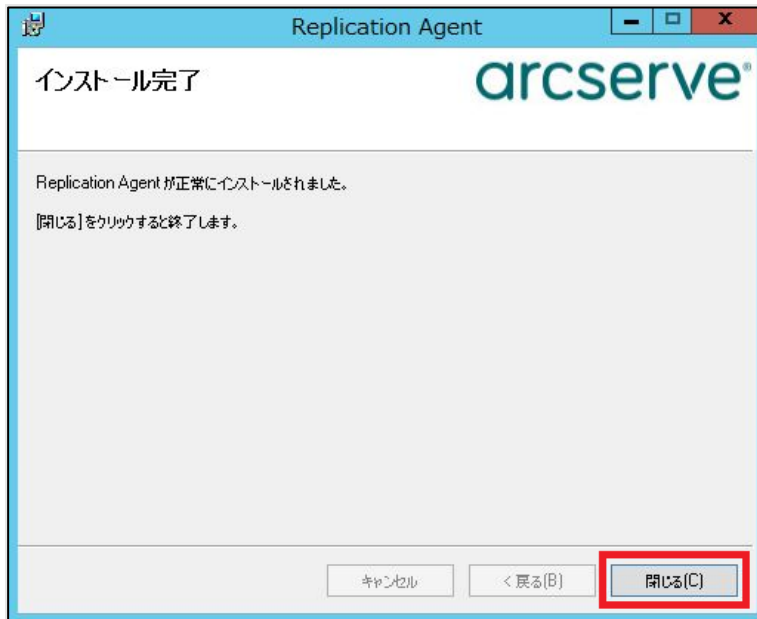 Replication Agent
インストール完了
arcserve®
Replication Agent が正常にインストールされました。
[閉じる]をクリックすると終了します。
キャンセル
< 戻る(B)
閉じる(C)